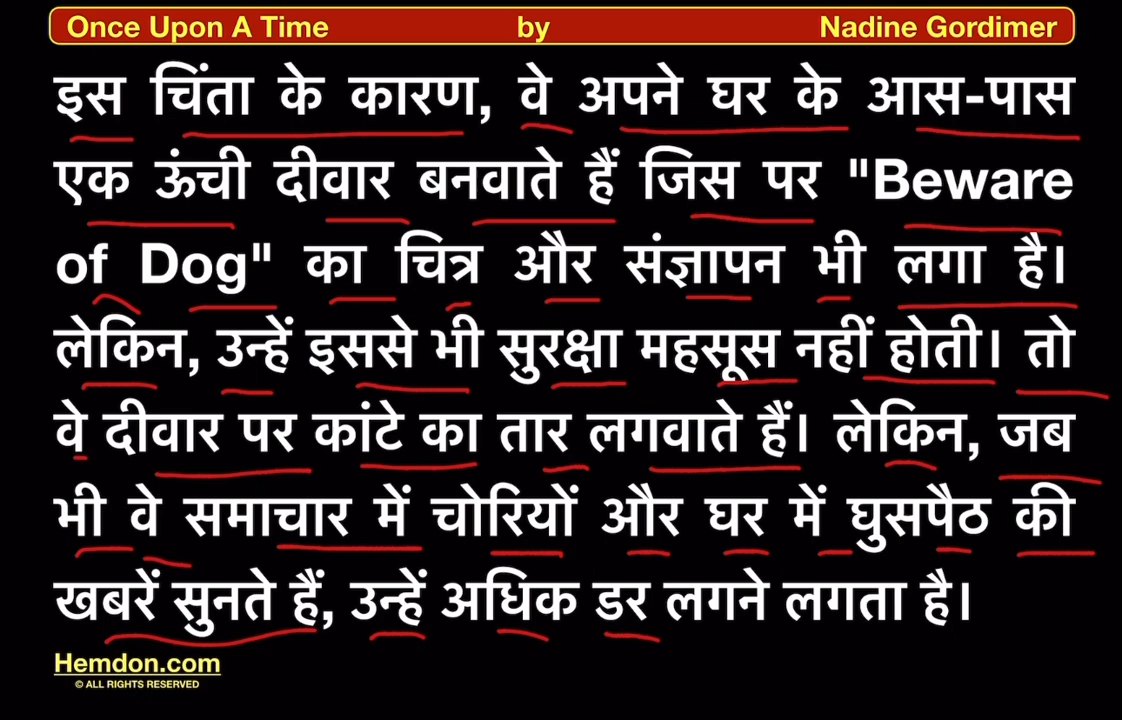 Once Upon A Time by Nadine Gordimer
इस चिंता के कारण, वे अपने घर के आस-पास
एक ऊंची दीवार बनवाते हैं जिस पर "Beware
of Dog" का चित्र और संज्ञापन भी लगा है।
लेकिन, उन्हें इससे भी सुरक्षा महसूस नहीं होती। तो
वे दीवार पर कांटे का तार लगवाते हैं। लेकिन, जब
भी वे समाचार में चोरियों और घर में घुसपैठ की
खबरें सुनते हैं, उन्हें अधिक डर लगने लगता है।
Hemdon.com
© ALL RIGHTS RESERVED